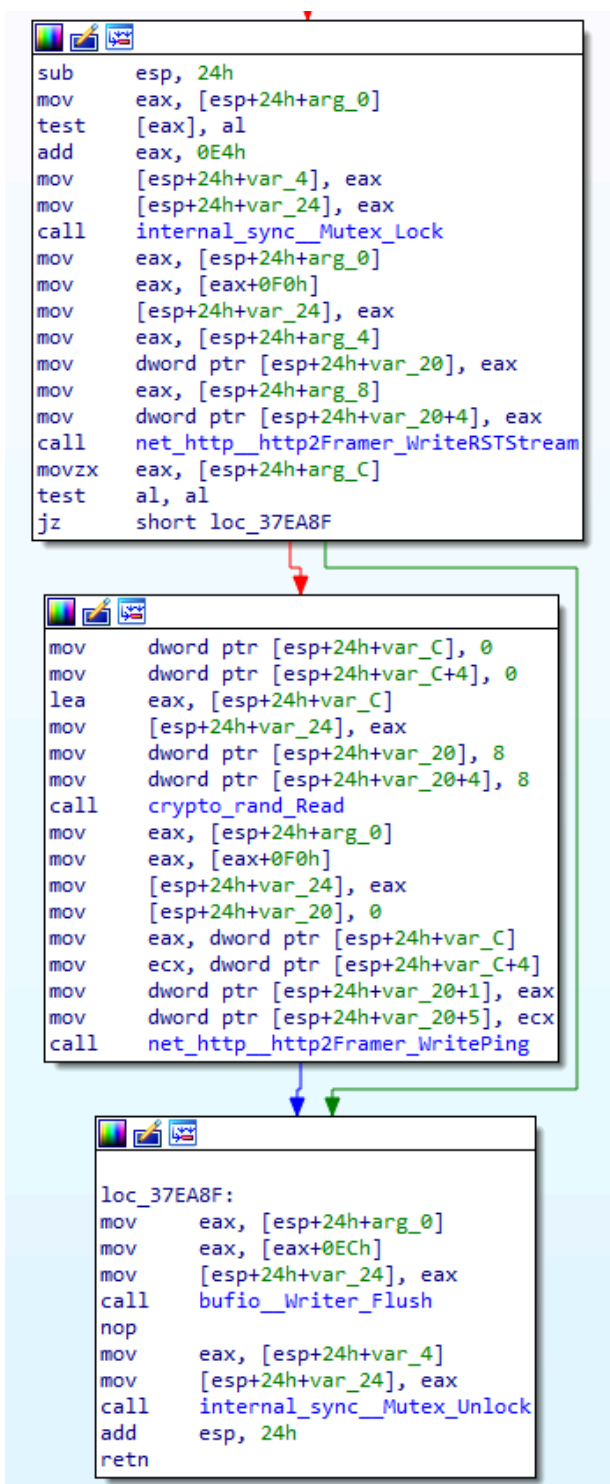 sub esp, 24h
mov eax, [esp+24h+arg_0]
test [eax], al
add eax, 0E4h
mov [esp+24h+var_4], eax
mov [esp+24h+var_24], eax
call internal_sync__Mutex_Lock
mov eax, [esp+24h+arg_0]
mov eax, [eax+0F0h]
mov [esp+24h+var_24], eax
mov eax, [esp+24h+arg_4]
mov dword ptr [esp+24h+var_20], eax
mov eax, [esp+24h+arg_8]
mov dword ptr [esp+24h+var_20+4], eax
call net_http__http2Framer_WriteRSTStream
movzx eax, [esp+24h+arg_C]
test al, al
jz short loc_37EA8F
mov dword ptr [esp+24h+var_C], 0
mov dword ptr [esp+24h+var_C+4], 0
lea eax, [esp+24h+var_C]
mov [esp+24h+var_24], eax
mov dword ptr [esp+24h+var_20], 8
mov dword ptr [esp+24h+var_20+4], 8
call crypto_rand_Read
mov eax, [esp+24h+arg_0]
mov eax, [eax+0F0h]
mov [esp+24h+var_24], eax
mov [esp+24h+var_20], 0
mov eax, dword ptr [esp+24h+var_C]
mov ecx, dword ptr [esp+24h+var_C+4]
mov dword ptr [esp+24h+var_20+1], eax
mov dword ptr [esp+24h+var_20+5], ecx
call net_http__http2Framer_WritePing
loc_37EA8F:
mov eax, [esp+24h+arg_0]
mov eax, [eax+0ECh]
mov [esp+24h+var_24], eax
call bufio__Writer_Flush
nop
mov eax, [esp+24h+var_4]
mov [esp+24h+var_24], eax
call internal_sync__Mutex_Unlock
add esp, 24h
retn